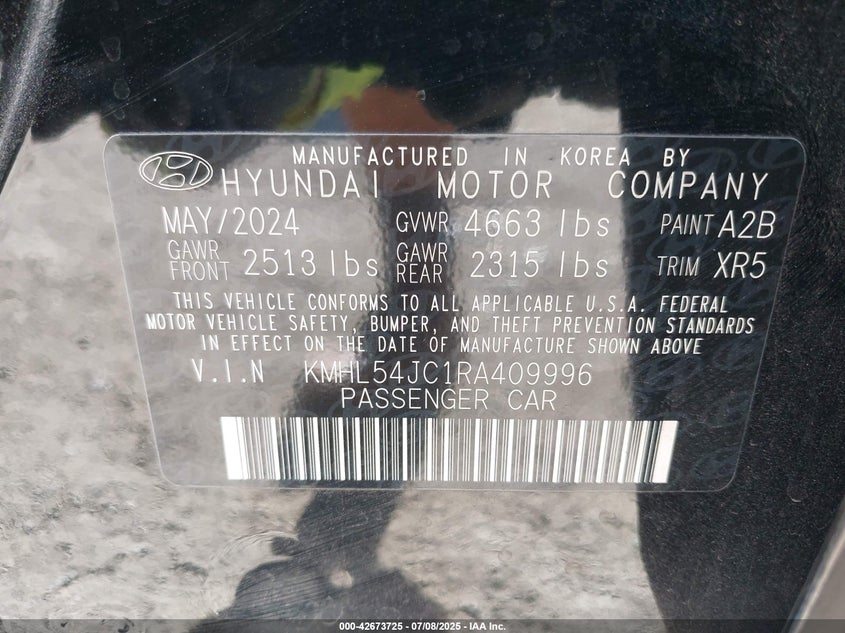 MANUFACTURED IN KOREA BY
HYUNDAI MOTOR COMPANY
MAY/2024 GVWR 4663 lbs PAINT A2B
GAWR FRONT 2513 lbs GAWR REAR 2315 lbs TRIM XR5
THIS VEHICLE CONFORMS TO ALL APPLICABLE U.S.A. FEDERAL
MOTOR VEHICLE SAFETY, BUMPER, AND THEFT PREVENTION STANDARDS
IN EFFECT ON THE DATE OF MANUFACTURE SHOWN ABOVE
V.I.N KMHL54JC1RA409996
PASSENGER CAR
000-42673725 - 07/08/2025 - IAA Inc.